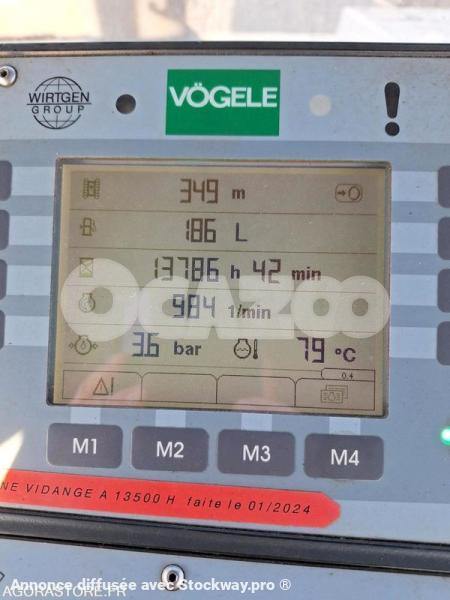 WIRTGEN
GROUP
VÖGELE
!
349 m
186 L
13786 h 42 min
984 1/min
3.6 bar 79 °C
0.4
M1 M2 M3 M4
NE VIDANGE A 13500 H faite le 01/2024
OCAZOO
Annonce diffusée avec Stockway.pro ®
AGORASTORE.FR